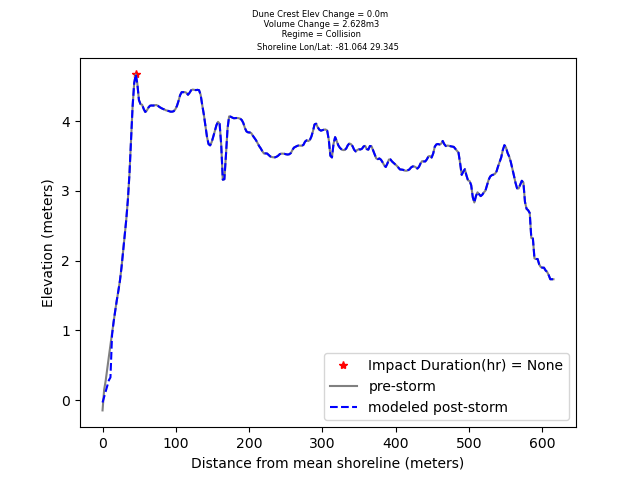 Dune Crest Elev Change = 0.0m
Volume Change = 2.628m3
Regime = Collision
Shoreline Lon/Lat: -81.064 29.345
Elevation (meters)
4
3
2
1
0
Impact Duration(hr) = None
pre-storm
modeled post-storm
0 100 200 300 400 500 600
Distance from mean shoreline (meters)